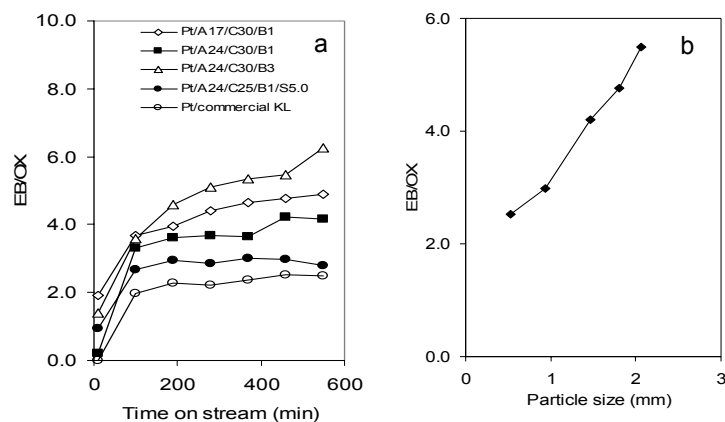 a
Pt/A17/C30/B1
Pt/A24/C30/B1
Pt/A24/C30/B3
Pt/A24/C25/B1/S5.0
Pt/commercial KL
10.0
8.0
6.0
4.0
2.0
0.0
EB/OX
0 200 400 600
Time on stream (min)
b
6.0
4.0
2.0
0.0
EB/OX
0 1 2 3
Particle size (mm)